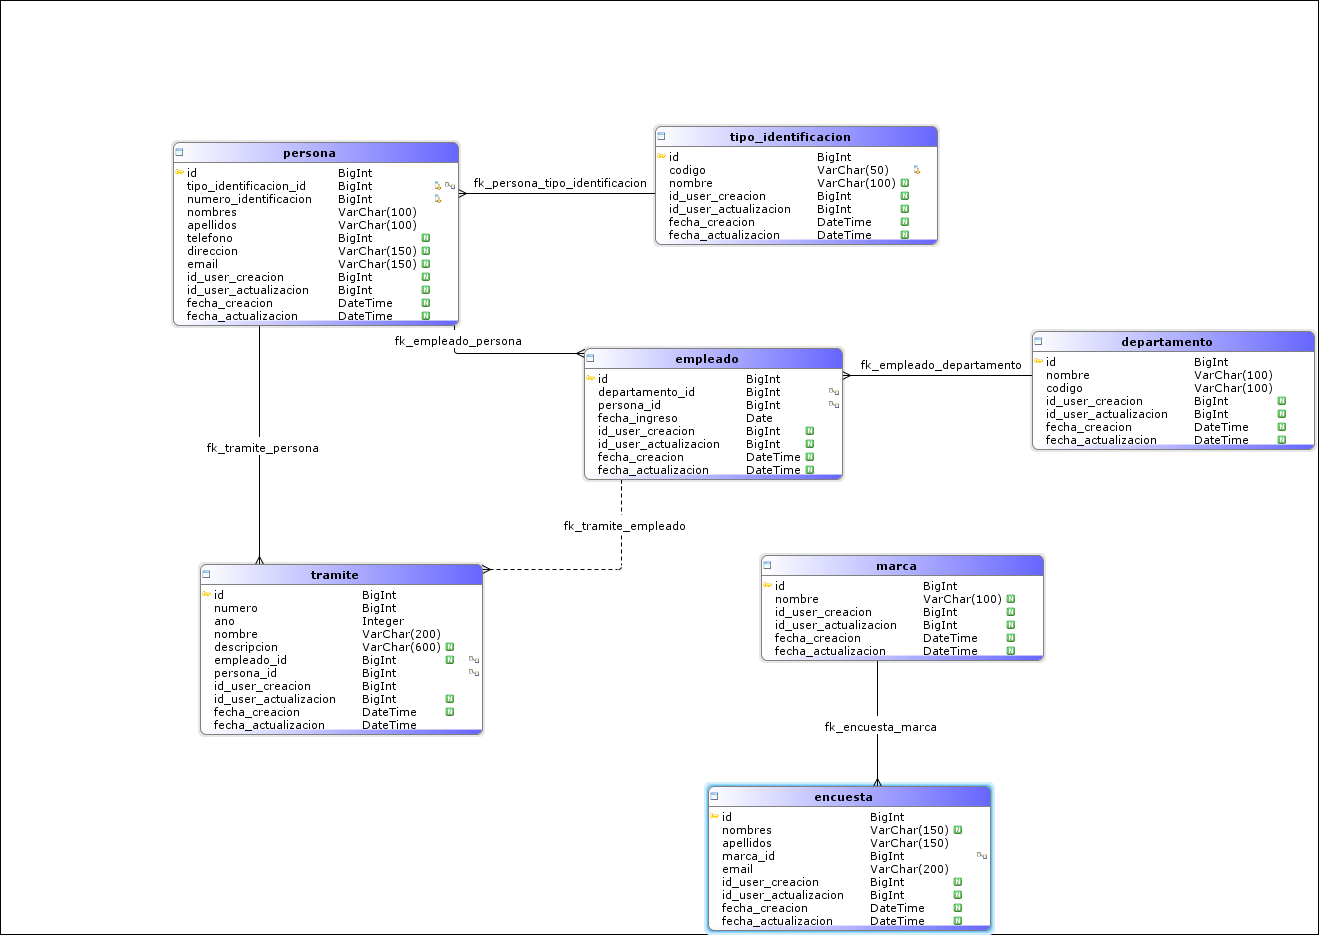 tipo_identificacion
id BigInt
codigo VarChar(50)
nombre VarChar(100) N
id_user_creacion BigInt N
id_user_actualizacion BigInt N
fecha_creacion DateTime N
fecha_actualizacion DateTime N
persona
id BigInt
tipo_identificacion_id BigInt
numero_identificacion BigInt
nombres VarChar(100)
apellidos VarChar(100)
telefono BigInt N
direccion VarChar(150) N
email VarChar(150) N
id_user_creacion BigInt N
id_user_actualizacion BigInt N
fecha_creacion DateTime N
fecha_actualizacion DateTime N
fk_persona_tipo_identificacion
fk_empleado_persona
empleado
id BigInt
departamento_id BigInt
persona_id BigInt
fecha_ingreso Date
id_user_creacion BigInt N
id_user_actualizacion BigInt N
fecha_creacion DateTime N
fecha_actualizacion DateTime N
fk_empleado_departamento
departamento
id BigInt
nombre VarChar(100)
codigo VarChar(100)
id_user_creacion BigInt N
id_user_actualizacion BigInt N
fecha_creacion DateTime N
fecha_actualizacion DateTime N
fk_tramite_persona
fk_tramite_empleado
tramite
id BigInt
numero BigInt
ano Integer
nombre VarChar(200)
descripcion VarChar(600) N
empleado_id BigInt N
persona_id BigInt
id_user_creacion BigInt
id_user_actualizacion BigInt N
fecha_creacion DateTime N
fecha_actualizacion DateTime
marca
id BigInt
nombre VarChar(100) N
id_user_creacion BigInt N
id_user_actualizacion BigInt N
fecha_creacion DateTime N
fecha_actualizacion DateTime N
fk_encuesta_marca
encuesta
id BigInt
nombres VarChar(150) N
apellidos VarChar(150)
marca_id BigInt
email VarChar(200)
id_user_creacion BigInt N
id_user_actualizacion BigInt N
fecha_creacion DateTime N
fecha_actualizacion DateTime N